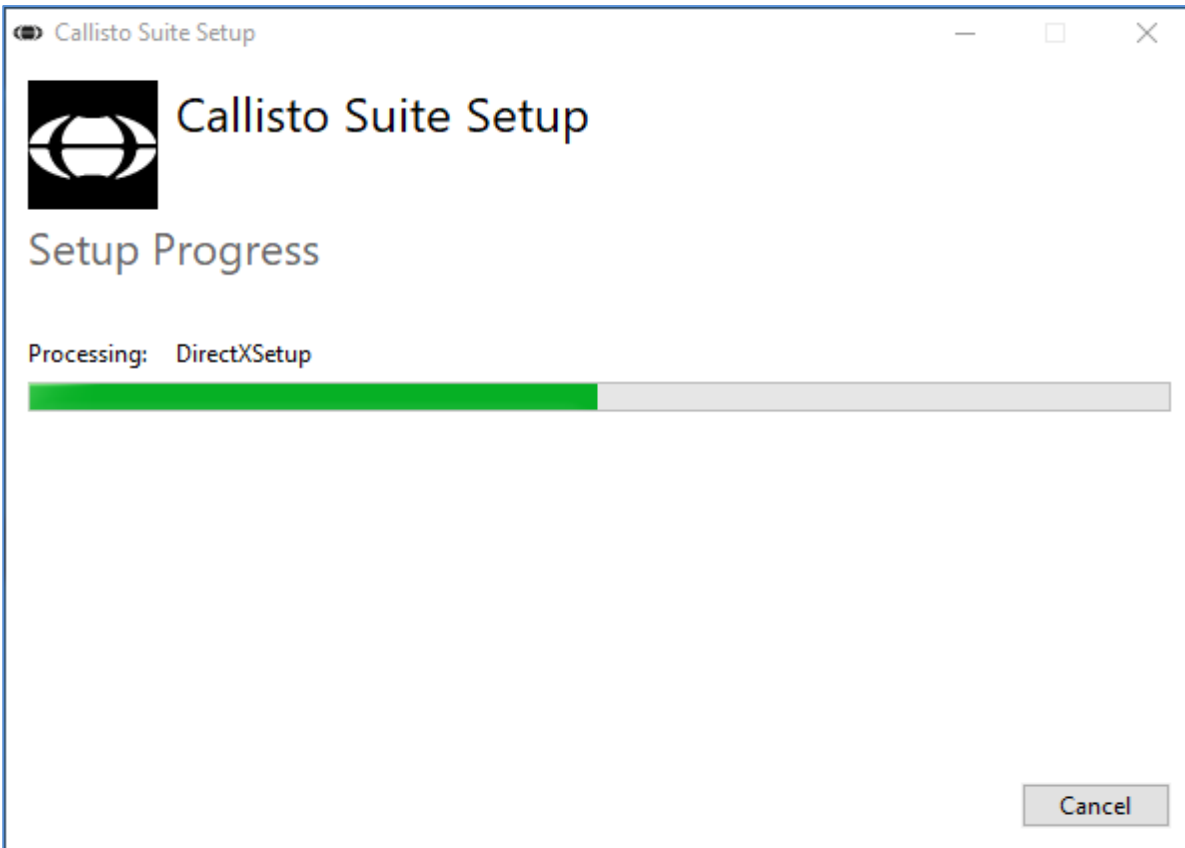 Callisto Suite Setup
Callisto Suite Setup
Setup Progress
Processing: DirectXSetup
Cancel